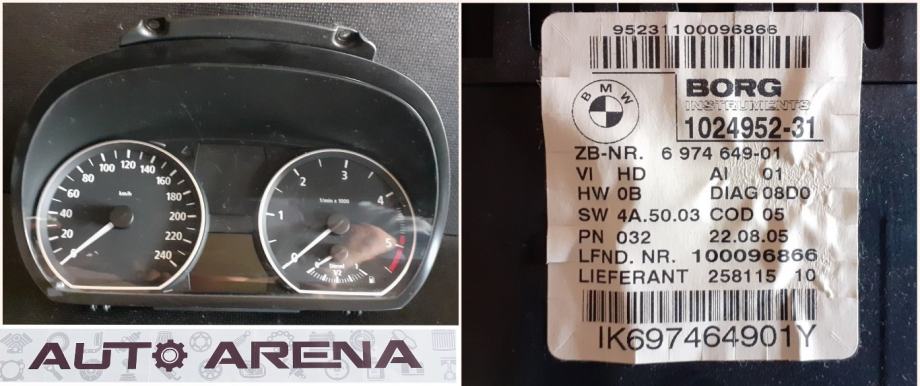 80 100 120 140
60 160
40 180
20 200
0 220
240
km/h
0 1 2 3 4 5
1/min x 1000
1/2 1
AUTO ARENA
95231100096866
BMW
BORG
INSTRUMENTS
1024952-31
ZB-NR. 6 974 649-01
VI HD AI 01
HW 0B DIAG 08D0
SW 4A.50.03 COD 05
PN 032 22.08.05
LFND. NR. 100096866
LIEFERANT 258115 10
IK697464901Y